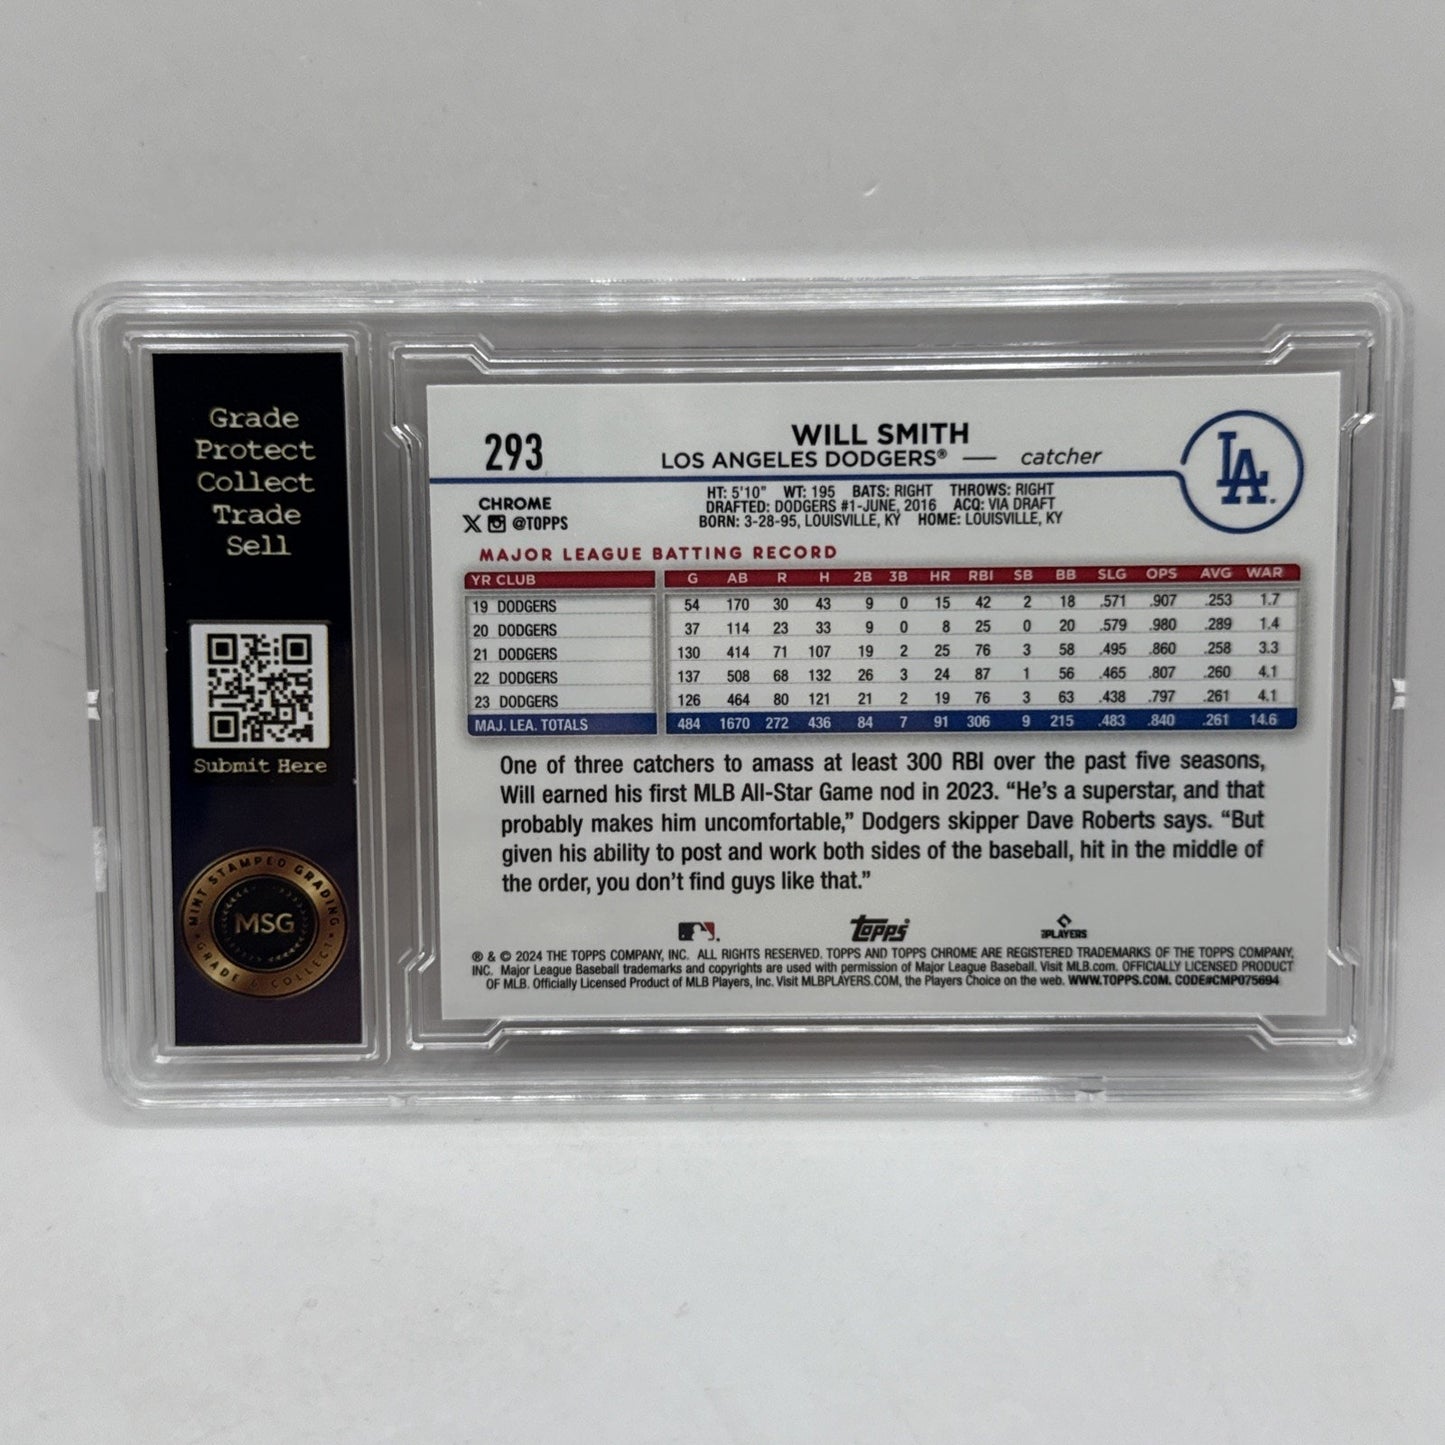 Grade
Protect
Collect
Trade
Sell
Submit Here
MINT STAMPED GRADING
MSG
GRADE & COLLECT
293
WILL SMITH
LOS ANGELES DODGERS® — catcher
LA
CHROME
@TOPPS
HT: 5'10" WT: 195 BATS: RIGHT THROWS: RIGHT
DRAFTED: DODGERS #1-JUNE, 2016 ACQ: VIA DRAFT
BORN: 3-28-95, LOUISVILLE, KY HOME: LOUISVILLE, KY
MAJOR LEAGUE BATTING RECORD
YR CLUB G AB R H 2B 3B HR RBI SB BB SLG OPS AVG WAR
19 DODGERS 54 170 30 43 9 0 15 42 2 18 .571 .907 .253 1.7
20 DODGERS 37 114 23 33 9 0 8 25 0 20 .579 .980 .289 1.4
21 DODGERS 130 414 71 107 19 2 25 76 3 58 .495 .860 .258 3.3
22 DODGERS 137 508 68 132 26 3 24 87 1 56 .465 .807 .260 4.1
23 DODGERS 126 464 80 121 21 2 19 76 3 63 .438 .797 .261 4.1
MAJ. LEA. TOTALS 484 1670 272 436 84 7 91 306 9 215 .483 .840 .261 14.6
One of three catchers to amass at least 300 RBI over the past five seasons,
Will earned his first MLB All-Star Game nod in 2023. “He’s a superstar, and that
probably makes him uncomfortable,” Dodgers skipper Dave Roberts says. “But
given his ability to post and work both sides of the baseball, hit in the middle of
the order, you don’t find guys like that.”
Topps
PLAYERS
® & © 2024 THE TOPPS COMPANY, INC. ALL RIGHTS RESERVED. TOPPS AND TOPPS CHROME ARE REGISTERED TRADEMARKS OF THE TOPPS COMPANY,
INC. Major League Baseball trademarks and copyrights are used with permission of Major League Baseball. Visit MLB.com. OFFICIALLY LICENSED PRODUCT
OF MLB. Officially Licensed Product of MLB Players, Inc. Visit MLBPLAYERS.COM, the Players Choice on the web. WWW.TOPPS.COM. CODE#CMP075694